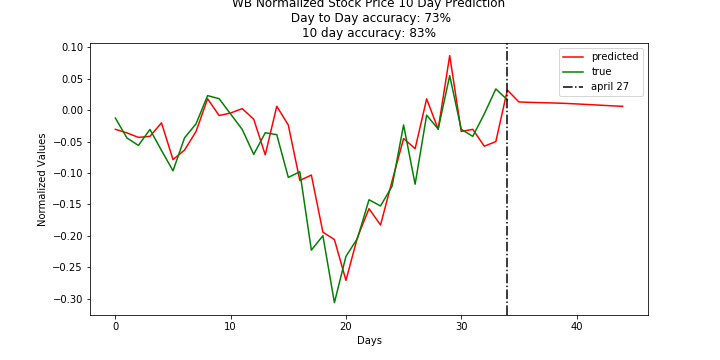 WB Normalized Stock Price 10 Day Prediction
Day to Day accuracy: 73%
10 day accuracy: 83%
predicted
true
april 27
0.10
0.05
0.00
−0.05
−0.10
−0.15
−0.20
−0.25
−0.30
Normalized Values
0
10
20
30
40
Days